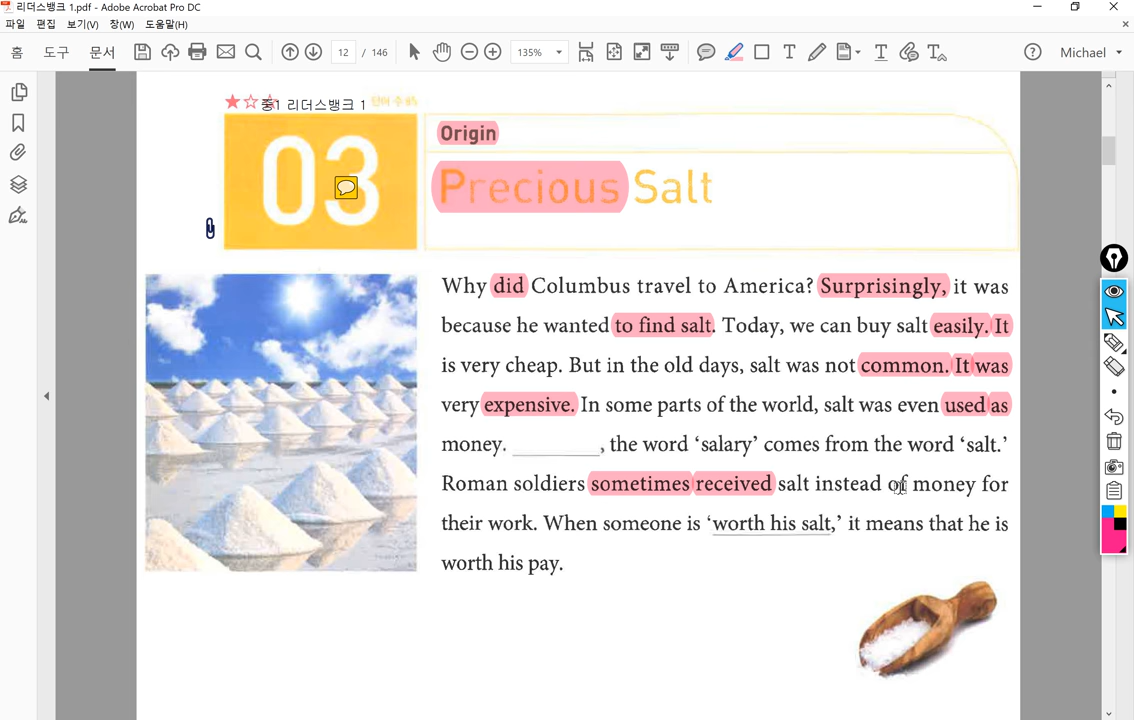 리더스뱅크 1.pdf - Adobe Acrobat Pro DC
파일 편집 보기(V) 창(W) 도움말(H)
홈 도구 문서 12 / 146 135% Michael
중1 리더스뱅크 1 단어 수 85
03
Origin
Precious Salt
Why did Columbus travel to America? Surprisingly, it was
because he wanted to find salt. Today, we can buy salt easily. It
is very cheap. But in the old days, salt was not common. It was
very expensive. In some parts of the world, salt was even used as
money. ________, the word ‘salary’ comes from the word ‘salt.’
Roman soldiers sometimes received salt instead of money for
their work. When someone is ‘worth his salt,’ it means that he is
worth his pay.